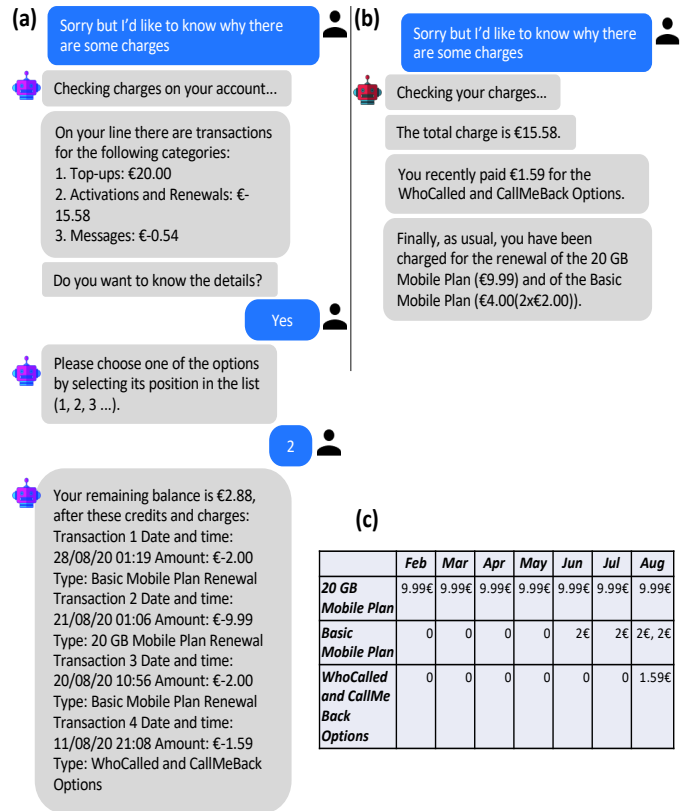 (a)
Sorry but I'd like to know why there
are some charges
Checking charges on your account...
On your line there are transactions
for the following categories:
1. Top-ups: €20.00
2. Activations and Renewals: €-
15.58
3. Messages: €-0.54
Do you want to know the details?
Yes
Please choose one of the options
by selecting its position in the list
(1, 2, 3 ...).
2
Your remaining balance is €2.88,
after these credits and charges:
Transaction 1 Date and time:
28/08/20 01:19 Amount: €-2.00
Type: Basic Mobile Plan Renewal
Transaction 2 Date and time:
21/08/20 01:06 Amount: €-9.99
Type: 20 GB Mobile Plan Renewal
Transaction 3 Date and time:
20/08/20 10:56 Amount: €-2.00
Type: Basic Mobile Plan Renewal
Transaction 4 Date and time:
11/08/20 21:08 Amount: €-1.59
Type: WhoCalled and CallMeBack
Options
(b)
Sorry but I'd like to know why there
are some charges
Checking your charges...
The total charge is €15.58.
You recently paid €1.59 for the
WhoCalled and CallMeBack Options.
Finally, as usual, you have been
charged for the renewal of the 20 GB
Mobile Plan (€9.99) and of the Basic
Mobile Plan (€4.00(2x€2.00)).
(c)
Feb Mar Apr May Jun Jul Aug
20 GB 9.99€ 9.99€ 9.99€ 9.99€ 9.99€ 9.99€ 9.99€
Mobile Plan
Basic 0 0 0 0 2€ 2€ 2€, 2€
Mobile Plan
WhoCalled 0 0 0 0 0 0 1.59€
and CallMe
Back
Options